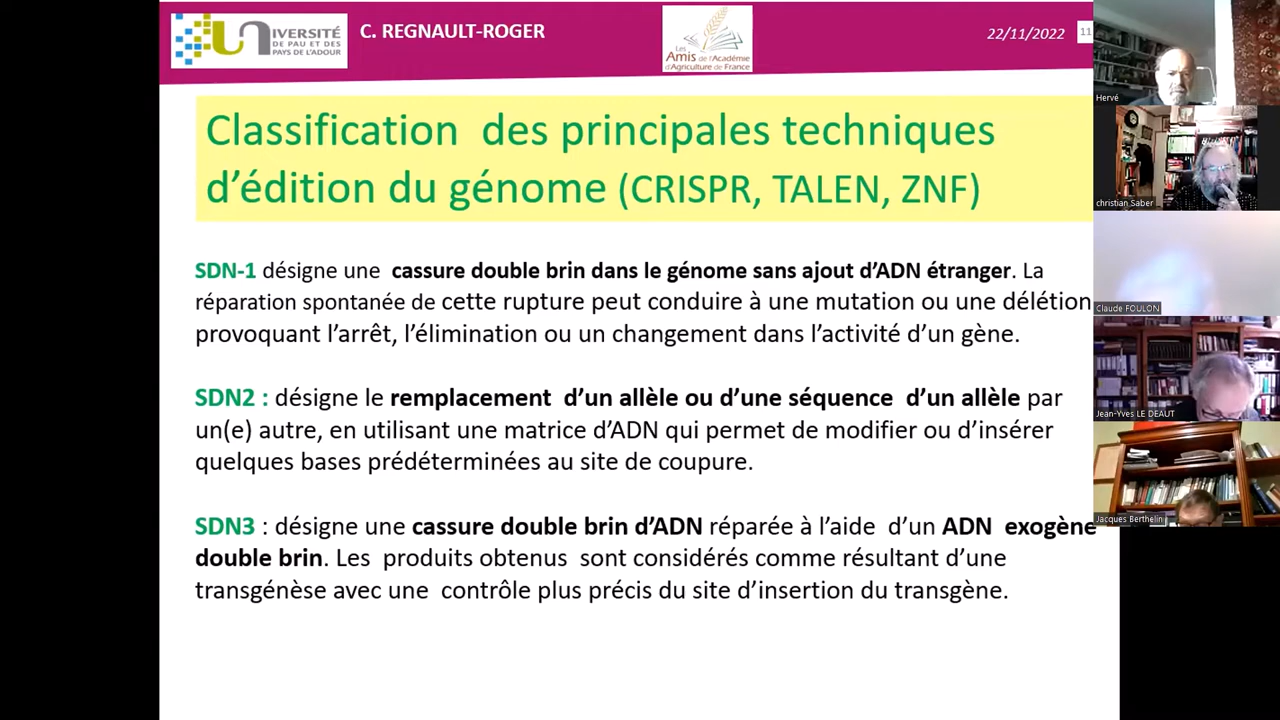 UNIVERSITÉ
DE PAU ET DES
PAYS DE L'ADOUR
C. REGNAULT-ROGER
Les
Amis de l'Académie
d'Agriculture de France
22/11/2022
11
Classification des principales techniques
d'édition du génome (CRISPR, TALEN, ZNF)
SDN-1 désigne une cassure double brin dans le génome sans ajout d'ADN étranger. La
réparation spontanée de cette rupture peut conduire à une mutation ou une délétion
provoquant l'arrêt, l'élimination ou un changement dans l'activité d'un gène.
SDN2 : désigne le remplacement d'un allèle ou d'une séquence d'un allèle par
un(e) autre, en utilisant une matrice d'ADN qui permet de modifier ou d'insérer
quelques bases prédéterminées au site de coupure.
SDN3 : désigne une cassure double brin d'ADN réparée à l'aide d'un ADN exogène
double brin. Les produits obtenus sont considérés comme résultant d'une
transgénèse avec une contrôle plus précis du site d'insertion du transgène.
Hervé
christian Saber
Claude FOULON
Jean-Yves LE DEAUT
Jacques Berthelin